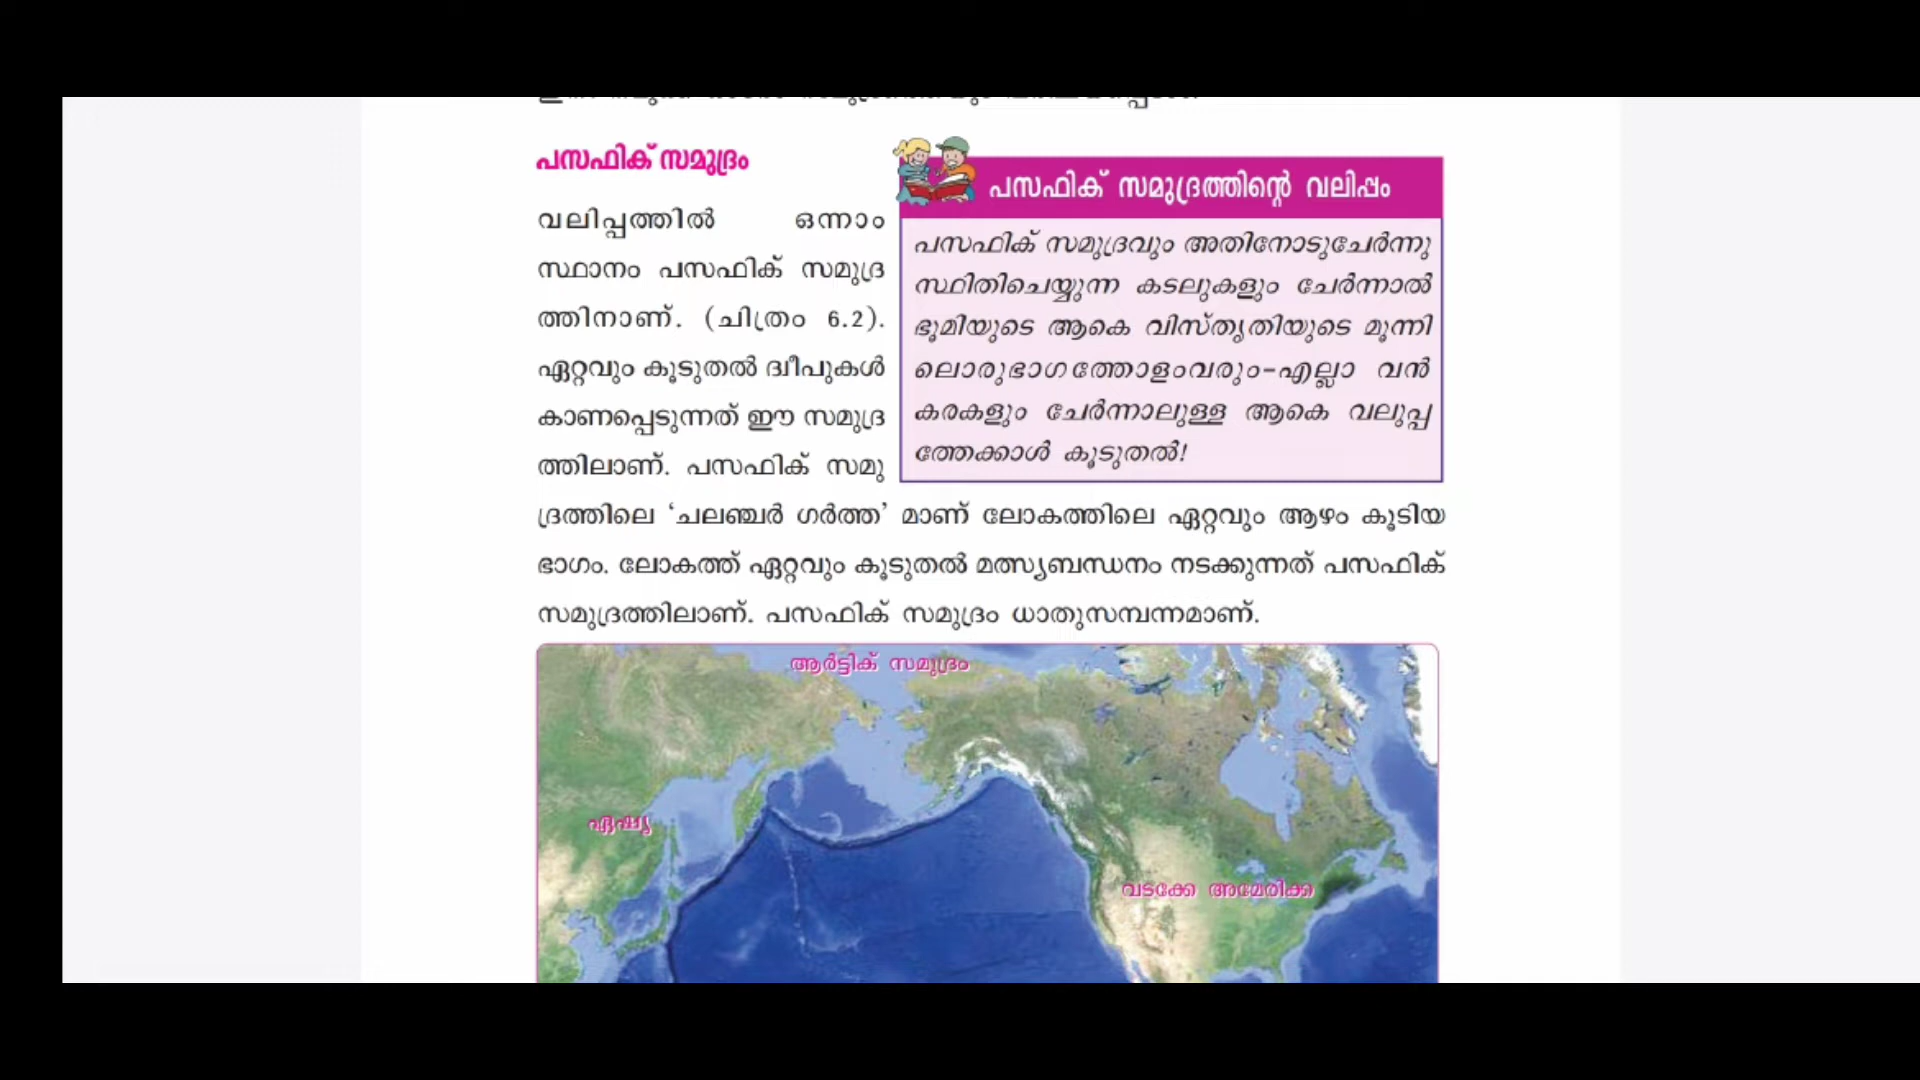 പസഫിക് സമുദ്രം
വലിപ്പത്തിൽ ഒന്നാം
സ്ഥാനം പസഫിക് സമുദ്ര
ത്തിനാണ്. (ചിത്രം 6.2).
ഏറ്റവും കൂടുതൽ ദ്വീപുകൾ
കാണപ്പെടുന്നത് ഈ സമുദ്ര
ത്തിലാണ്. പസഫിക് സമു
ദ്രത്തിലെ ‘ചലഞ്ചർ ഗർത്ത’ മാണ് ലോകത്തിലെ ഏറ്റവും ആഴം കൂടിയ
ഭാഗം. ലോകത്ത് ഏറ്റവും കൂടുതൽ മത്സ്യബന്ധനം നടക്കുന്നത് പസഫിക്
സമുദ്രത്തിലാണ്. പസഫിക് സമുദ്രം ധാതുസമ്പന്നമാണ്.
പസഫിക് സമുദ്രത്തിന്റെ വലിപ്പം
പസഫിക് സമുദ്രവും അതിനോടുചേർന്നു
സ്ഥിതിചെയ്യുന്ന കടലുകളും ചേർന്നാൽ
ഭൂമിയുടെ ആകെ വിസ്തൃതിയുടെ മൂന്നി
ലൊരുഭാഗത്തോളംവരും-എല്ലാ വൻ
കരകളും ചേർന്നാലുള്ള ആകെ വലുപ്പ
ത്തേക്കാൾ കൂടുതൽ!
ആർട്ടിക് സമുദ്രം
ഏഷ്യ
വടക്കേ അമേരിക്ക